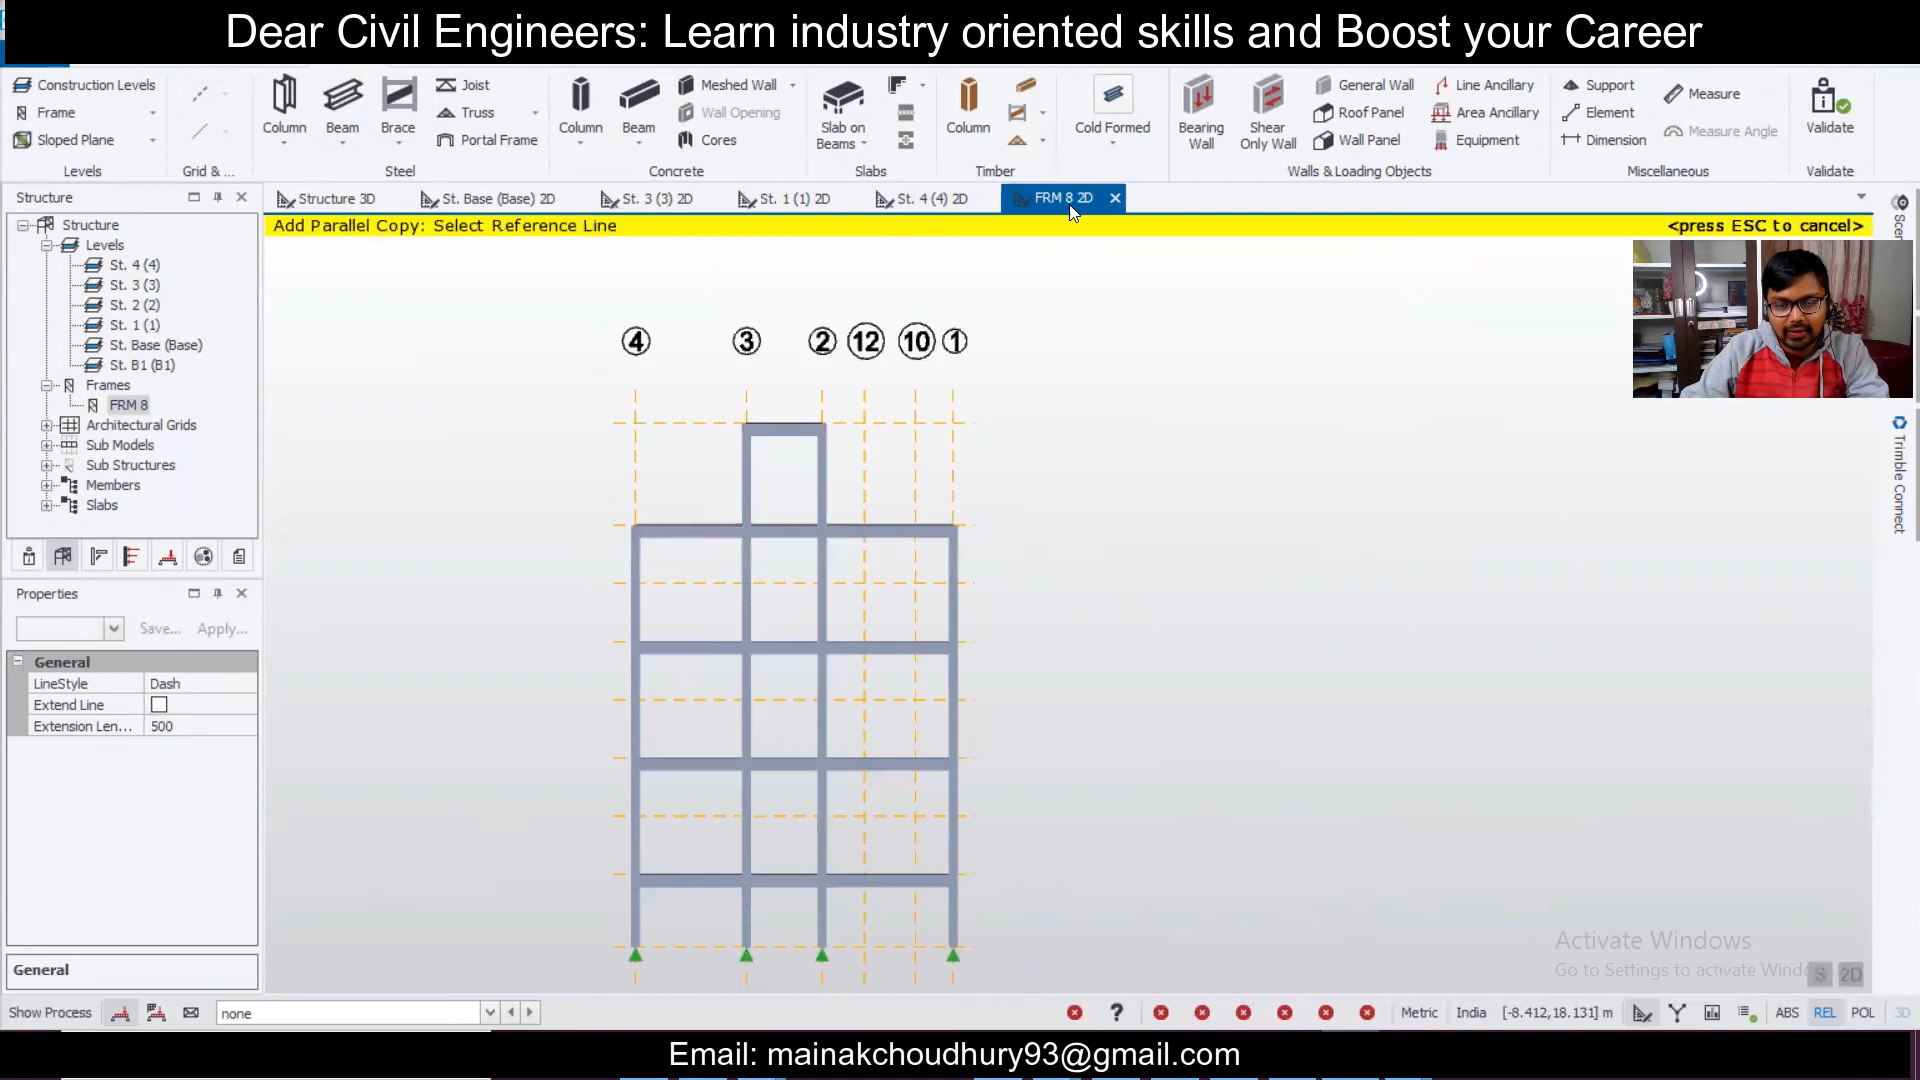 Dear Civil Engineers: Learn industry oriented skills and Boost your Career
Construction Levels
Frame
Sloped Plane
Levels
Grid & ...
Column
Beam
Brace
Joist
Truss
Portal Frame
Steel
Column
Beam
Meshed Wall
Wall Opening
Cores
Concrete
Slab on
Beams
Slabs
Column
Timber
Cold Formed
Bearing
Wall
Shear
Only Wall
General Wall
Roof Panel
Wall Panel
Line Ancillary
Area Ancillary
Equipment
Walls & Loading Objects
Support
Element
Dimension
Measure
Measure Angle
Miscellaneous
Validate
Validate
Structure
Structure 3D
St. Base (Base) 2D
St. 3 (3) 2D
St. 1 (1) 2D
St. 4 (4) 2D
FRM 8 2D
Add Parallel Copy: Select Reference Line
<press ESC to cancel>
Structure
Levels
St. 4 (4)
St. 3 (3)
St. 2 (2)
St. 1 (1)
St. Base (Base)
St. B1 (B1)
Frames
FRM 8
Architectural Grids
Sub Models
Sub Structures
Members
Slabs
4 3 2 12 10 1
Trimble Connect
Properties
Save...
Apply...
General
LineStyle Dash
Extend Line
Extension Len... 500
General
Activate Windows
S 2D
Show Process
none
Metric
India
[-8.412,18.131] m
ABS
REL
POL
3D
Email: mainakchoudhury93@gmail.com